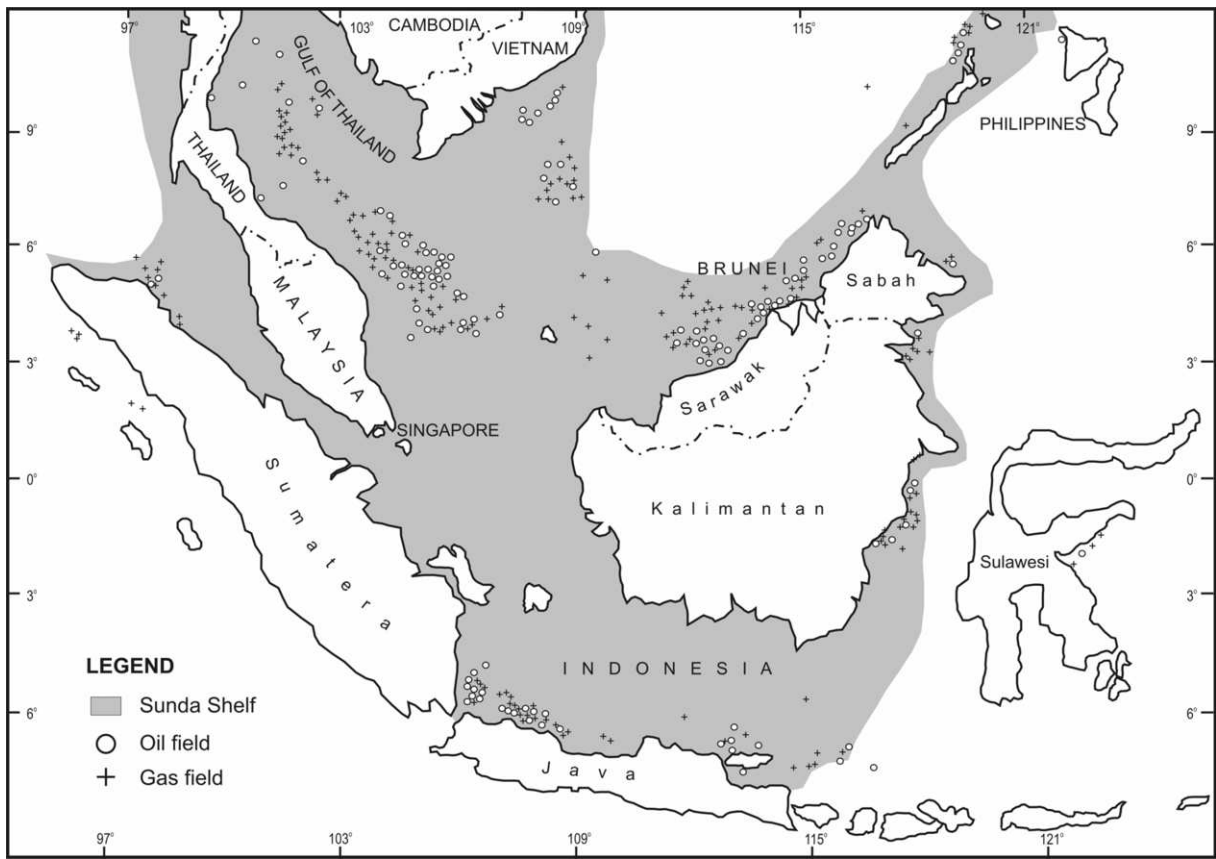 97°
103°
109°
115°
121°
CAMBODIA
VIETNAM
GULF OF THAILAND
THAILAND
PHILIPPINES
9°
9°
6°
6°
BRUNEI
Sabah
MALAYSIA
3°
3°
Sarawak
SINGAPORE
Sumatera
0°
0°
Kalimantan
Sulawesi
3°
3°
INDONESIA
LEGEND
Sunda Shelf
Oil field
Gas field
6°
6°
Java
97°
103°
109°
115°
121°